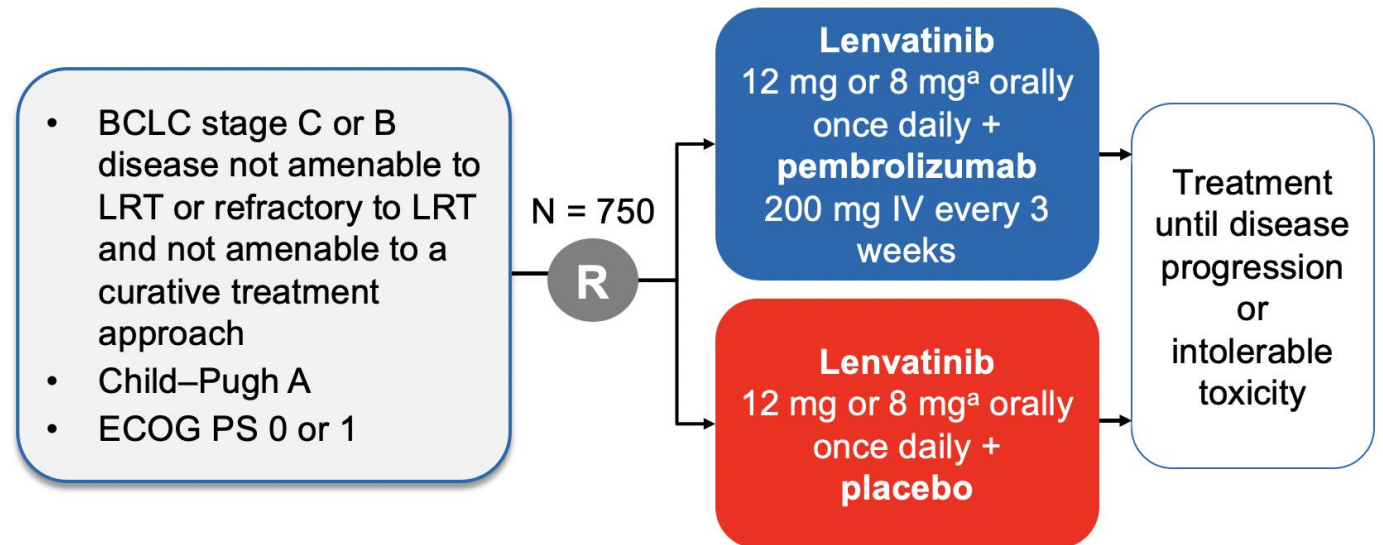 • BCLC stage C or B
disease not amenable to
LRT or refractory to LRT
and not amenable to a
curative treatment
approach
• Child–Pugh A
• ECOG PS 0 or 1
N = 750
R
Lenvatinib
12 mg or 8 mgᵃ orally
once daily +
pembrolizumab
200 mg IV every 3
weeks
Lenvatinib
12 mg or 8 mgᵃ orally
once daily +
placebo
Treatment
until disease
progression
or
intolerable
toxicity